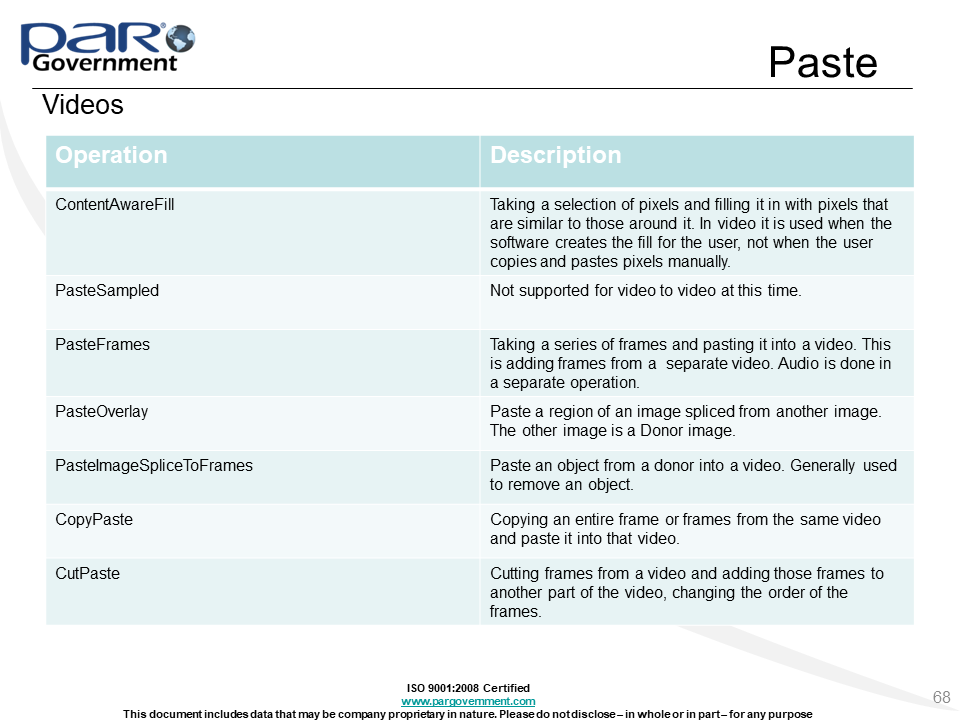 PAR
Government
Paste
Videos
Operation
Description
ContentAwareFill
Taking a selection of pixels and filling it in with pixels that
are similar to those around it. In video it is used when the
software creates the fill for the user, not when the user
copies and pastes pixels manually.
PasteSampled
Not supported for video to video at this time.
PasteFrames
Taking a series of frames and pasting it into a video. This
is adding frames from a  separate video. Audio is done in
a separate operation.
PasteOverlay
Paste a region of an image spliced from another image.
The other image is a Donor image.
PasteImageSpliceToFrames
Paste an object from a donor into a video. Generally used
to remove an object.
CopyPaste
Copying an entire frame or frames from the same video
and paste it into that video.
CutPaste
Cutting frames from a video and adding those frames to
another part of the video, changing the order of the
frames.
ISO 9001:2008 Certified
www.pargovernment.com
This document includes data that may be company proprietary in nature. Please do not disclose – in whole or in part – for any purpose
68